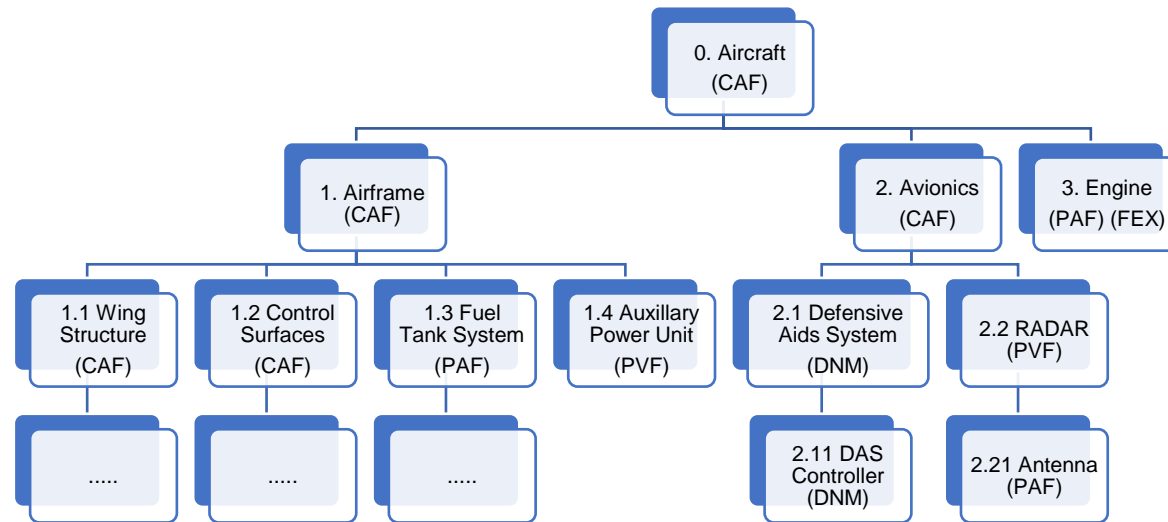 0. Aircraft
(CAF)
1. Airframe
(CAF)
2. Avionics
(CAF)
3. Engine
(PAF) (FEX)
1.1 Wing
Structure
(CAF)
1.2 Control
Surfaces
(CAF)
1.3 Fuel
Tank System
(PAF)
1.4 Auxillary
Power Unit
(PVF)
2.1 Defensive
Aids System
(DNM)
2.2 RADAR
(PVF)
.....
.....
.....
2.11 DAS
Controller
(DNM)
2.21 Antenna
(PAF)